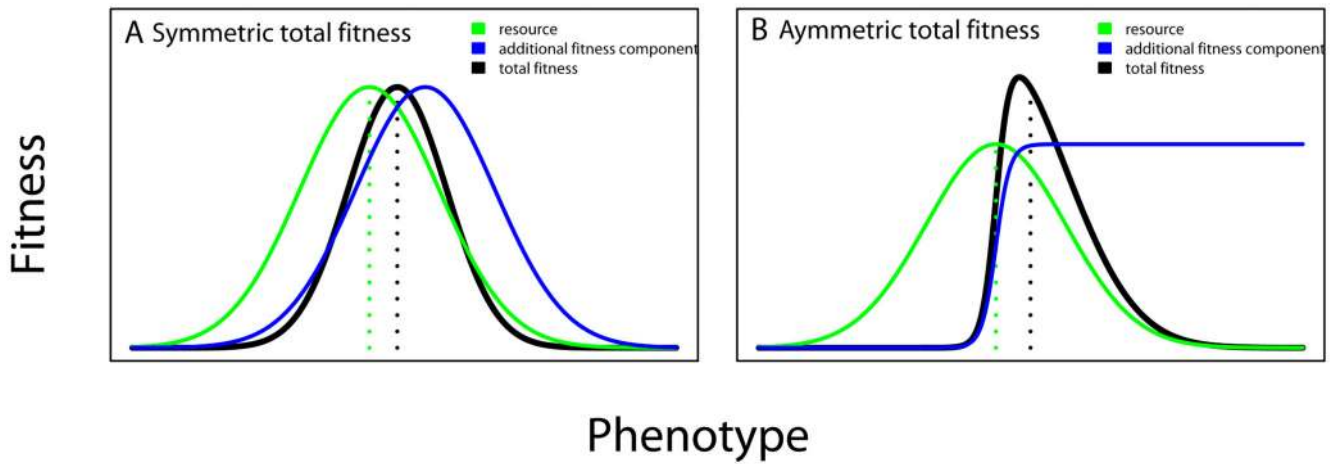 A Symmetric total fitness
resource
additional fitness component
total fitness
B Aymmetric total fitness
resource
additional fitness component
total fitness
Fitness
Phenotype